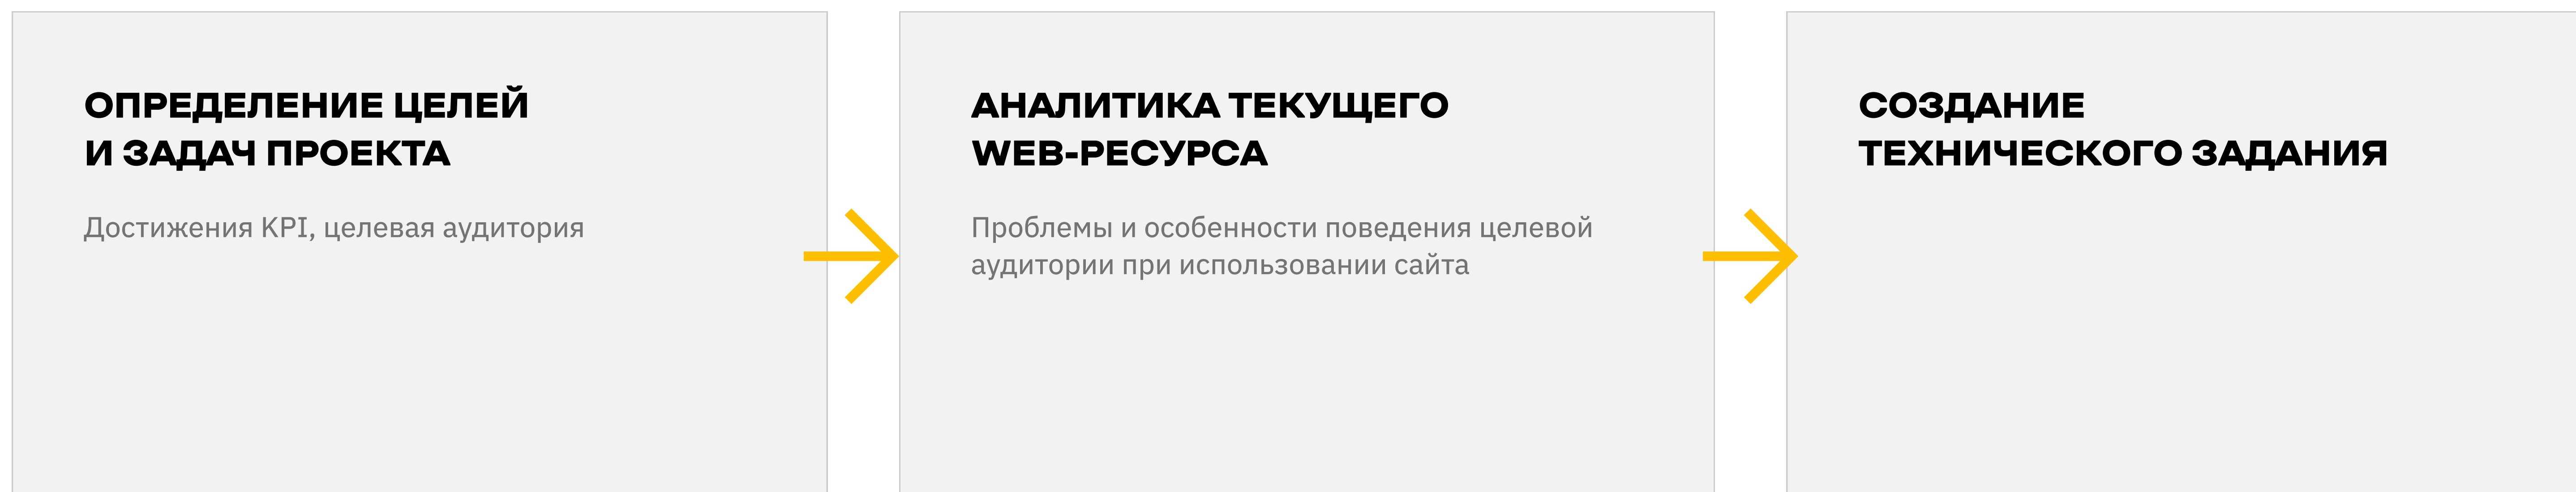 ОПРЕДЕЛЕНИЕ ЦЕЛЕЙ
И ЗАДАЧ ПРОЕКТА
Достижения KPI, целевая аудитория
АНАЛИТИКА ТЕКУЩЕГО
WEB-РЕСУРСА
Проблемы и особенности поведения целевой
аудитории при использовании сайта
СОЗДАНИЕ
ТЕХНИЧЕСКОГО ЗАДАНИЯ